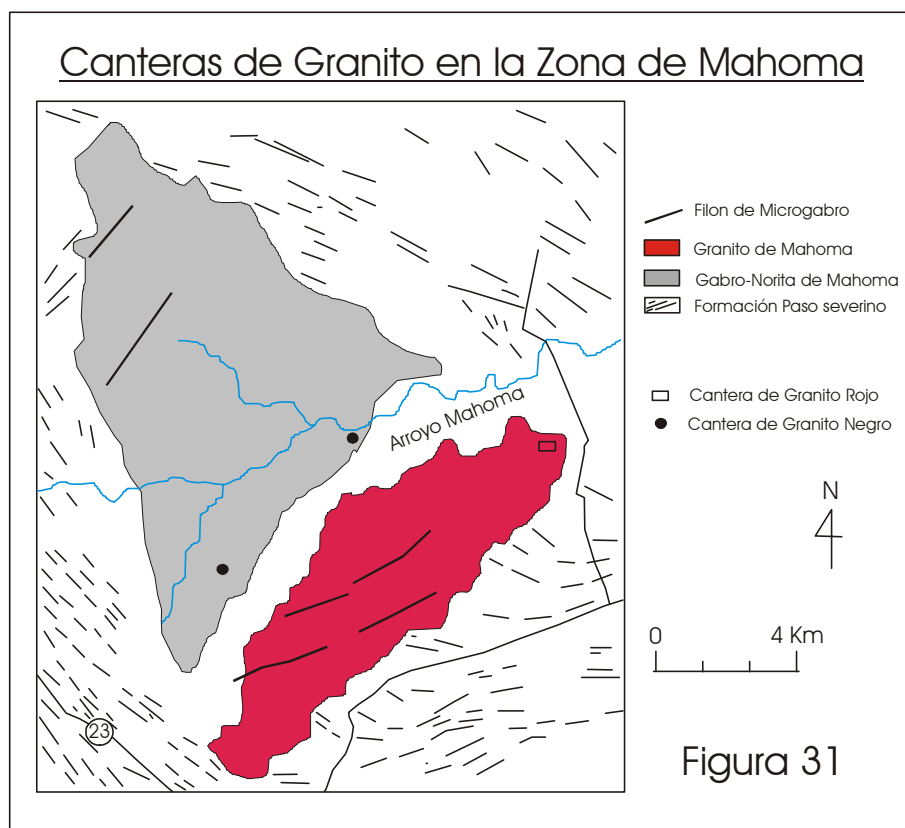 Canteras de Granito en la Zona de Mahoma
Filon de Microgabro
Granito de Mahoma
Gabro-Norita de Mahoma
Formación Paso severino
Cantera de Granito Rojo
Cantera de Granito Negro
Arroyo Mahoma
N
0 4 Km
23
Figura 31